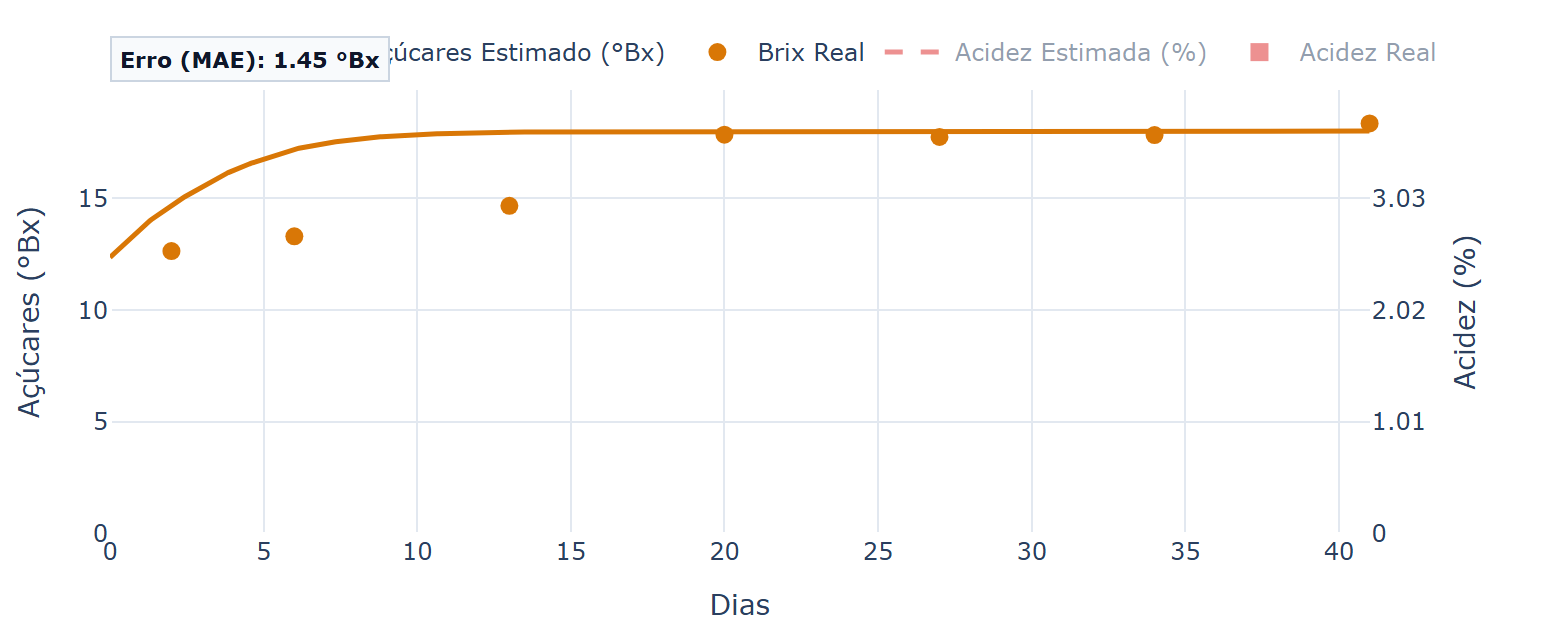 Erro (MAE): 1.45 °Bx
çúcares Estimado (°Bx)
Brix Real
Acidez Estimada (%)
Acidez Real
Açúcares (°Bx)
15
10
5
0
3.03
2.02
1.01
0
Acidez (%)
0 5 10 15 20 25 30 35 40
Dias